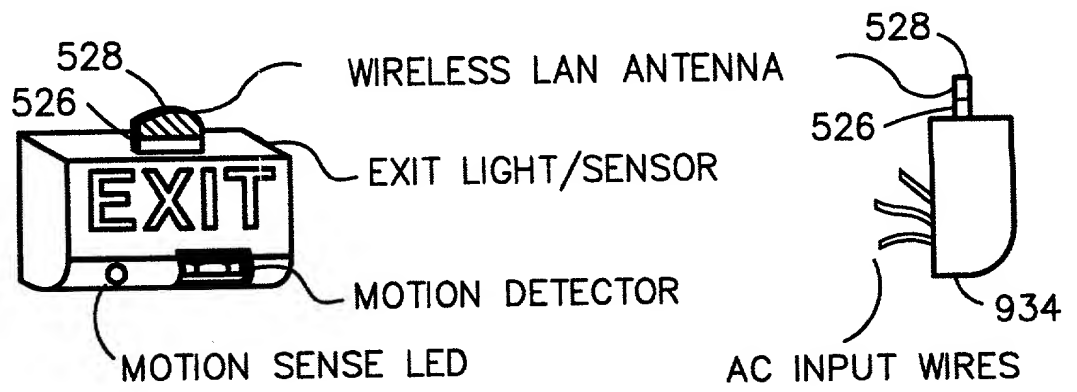 528
528
WIRELESS LAN ANTENNA
526
526
EXIT LIGHT/SENSOR
EXIT
MOTION DETECTOR
934
MOTION SENSE LED
AC INPUT WIRES